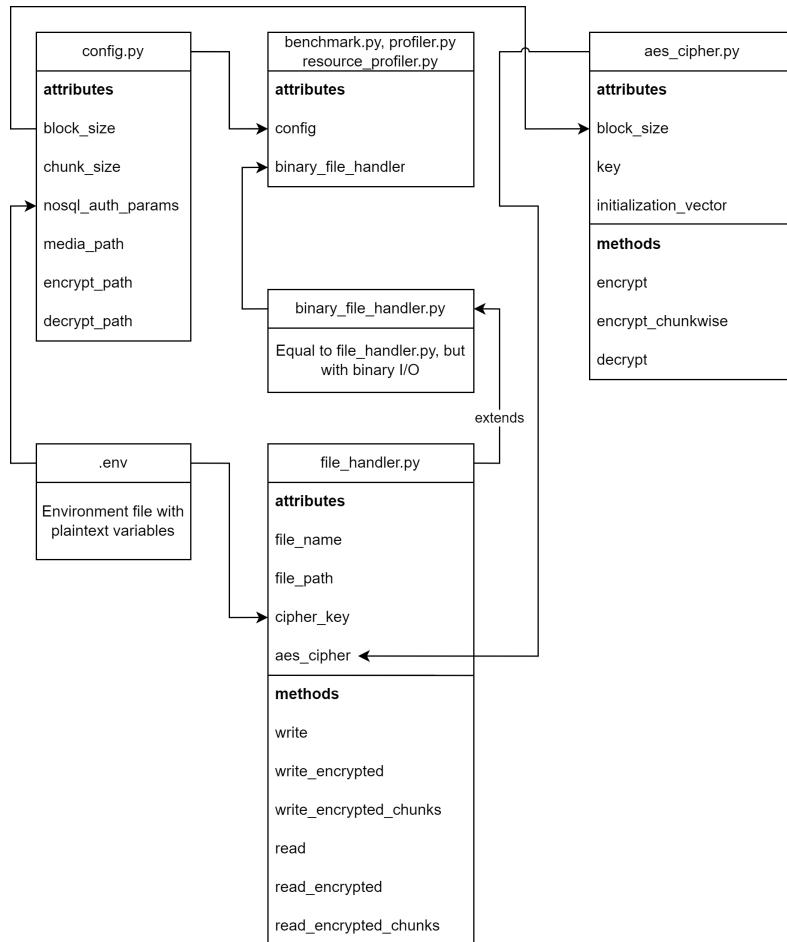 config.py
attributes
block_size
chunk_size
nosql_auth_params
media_path
encrypt_path
decrypt_path
benchmark.py, profiler.py
resource_profiler.py
attributes
config
binary_file_handler
aes_cipher.py
attributes
block_size
key
initialization_vector
methods
encrypt
encrypt_chunkwise
decrypt
binary_file_handler.py
Equal to file_handler.py, but
with binary I/O
extends
.env
Environment file with
plaintext variables
file_handler.py
attributes
file_name
file_path
cipher_key
aes_cipher
methods
write
write_encrypted
write_encrypted_chunks
read
read_encrypted
read_encrypted_chunks